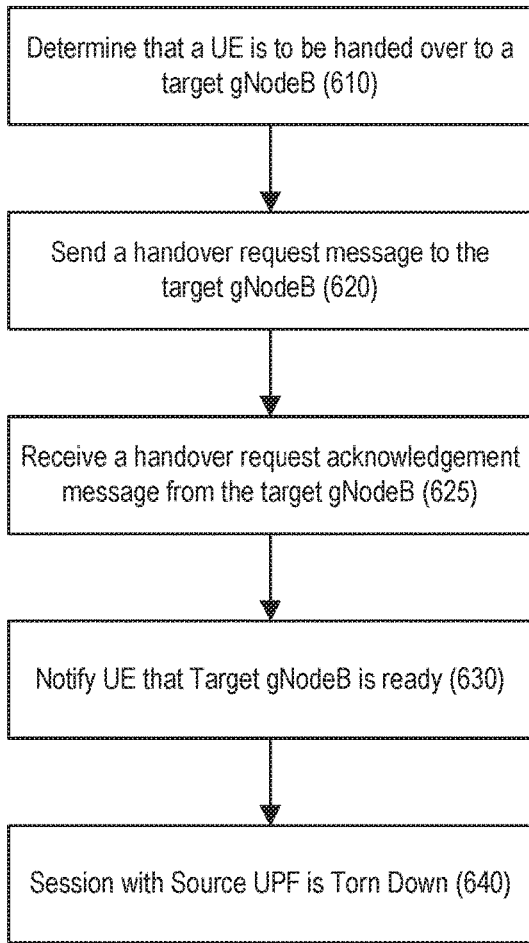 Determine that a UE is to be handed over to a
target gNodeB (610)
Send a handover request message to the
target gNodeB (620)
Receive a handover request acknowledgement
message from the target gNodeB (625)
Notify UE that Target gNodeB is ready (630)
Session with Source UPF is Torn Down (640)